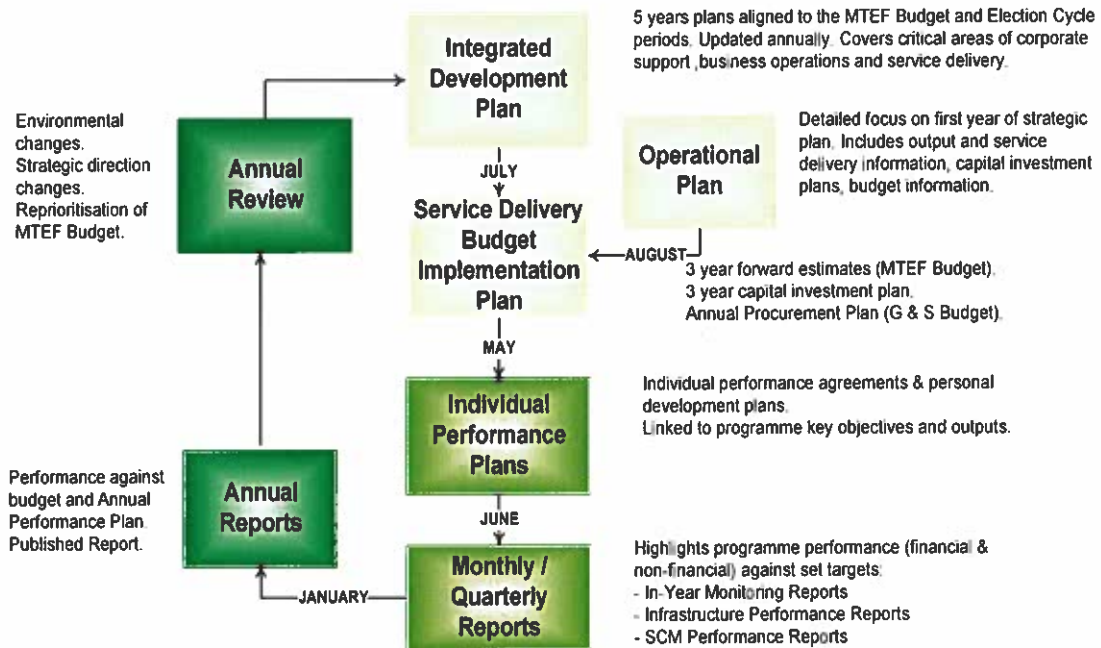 5 years plans aligned to the MTEF Budget and Election Cycle
periods. Updated annually. Covers critical areas of corporate
support ,business operations and service delivery.
Integrated
Development
Plan
Environmental
changes.
Strategic direction
changes.
Reprioritisation of
MTEF Budget.
Annual
Review
Operational
Plan
Detailed focus on first year of strategic
plan. Includes output and service
delivery information, capital investment
plans, budget information.
JULY
Service Delivery
Budget
Implementation
Plan
AUGUST
3 year forward estimates (MTEF Budget).
3 year capital investment plan.
Annual Procurement Plan (G & S Budget).
MAY
Individual
Performance
Plans
Individual performance agreements & personal
development plans.
Linked to programme key objectives and outputs.
Performance against
budget and Annual
Performance Plan
Published Report.
Annual
Reports
JUNE
Monthly /
Quarterly
Reports
JANUARY
Highlights programme performance (financial &
non-financial) against set targets:
- In-Year Monitoring Reports
- Infrastructure Performance Reports
- SCM Performance Reports